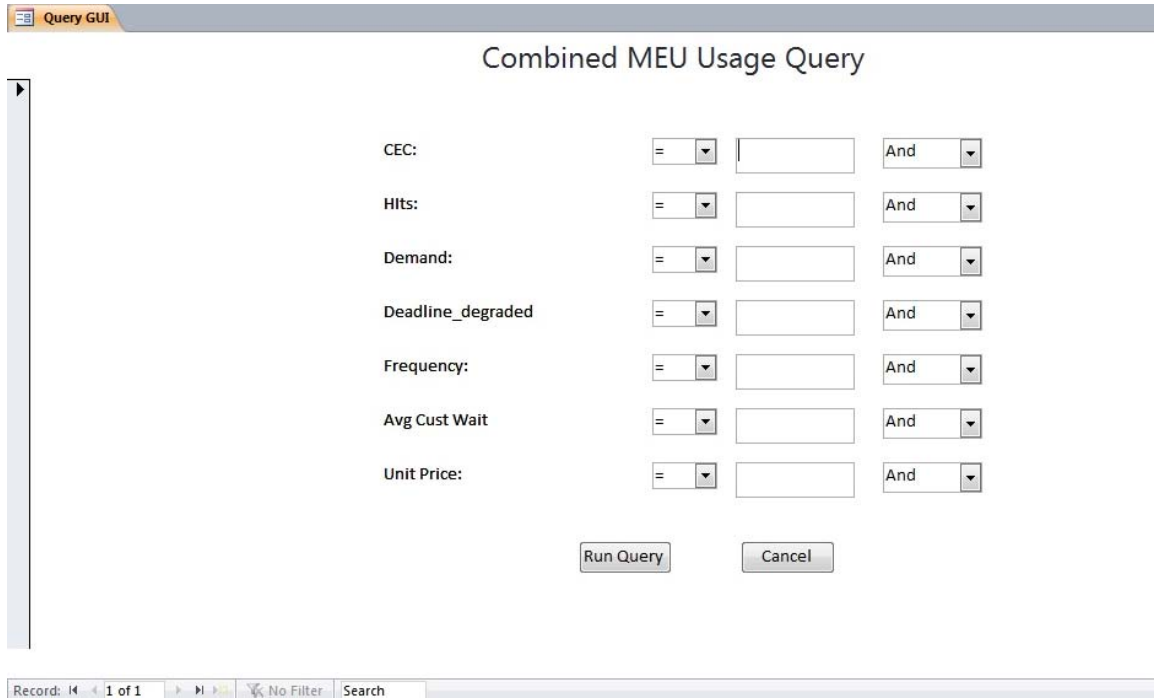 Query GUI
Combined MEU Usage Query
CEC: = And
HIts: = And
Demand: = And
Deadline_degraded = And
Frequency: = And
Avg Cust Wait = And
Unit Price: = And
Run Query Cancel
Record: 1 of 1 No Filter Search